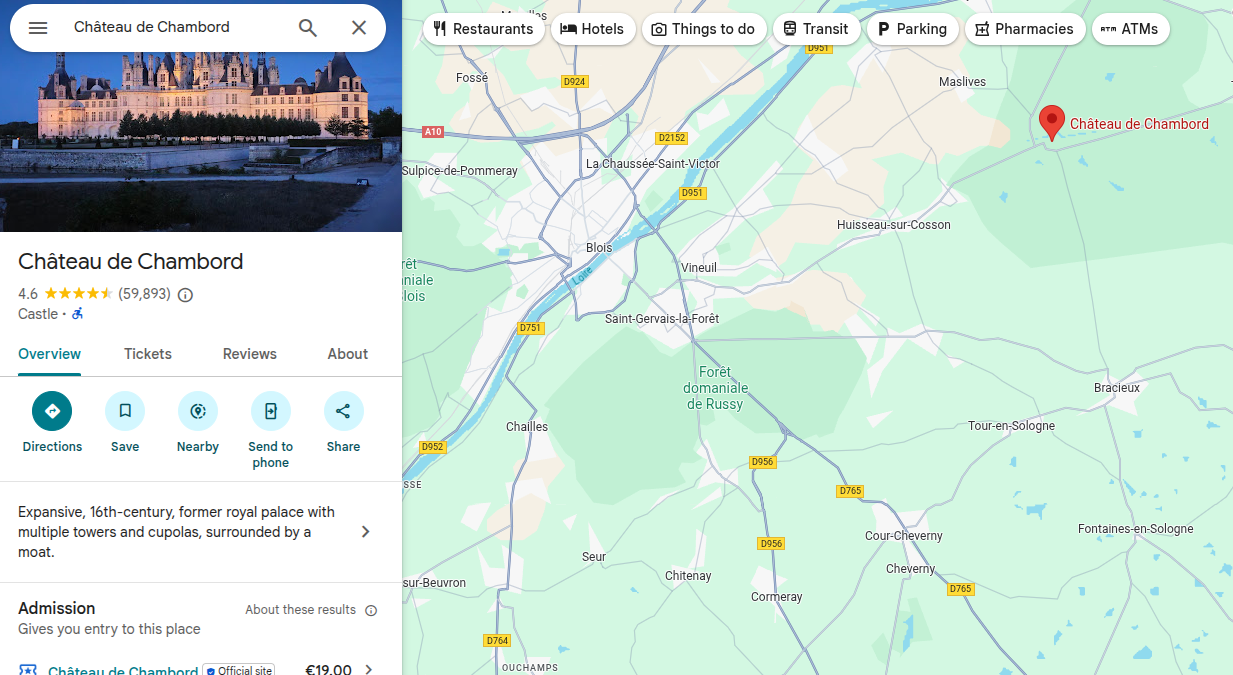 Château de Chambord
Château de Chambord
4.6
(59,893)
Castle ·
Overview
Tickets
Reviews
About
Directions
Save
Nearby
Send to
phone
Share
Expansive, 16th-century, former royal palace with
multiple towers and cupolas, surrounded by a
moat.
Admission
About these results
Gives you entry to this place
Château de Chambord
Official site
€19.00
Restaurants
Hotels
Things to do
Transit
Parking
Pharmacies
ATM
ATMs
D951
Fossé
D924
Maslives
A10
D2152
Château de Chambord
La Chaussée-Saint-Victor
Sulpice-de-Pommeray
D951
Huisseau-sur-Cosson
Blois
Loire
Vineuil
Saint-Gervais-la-Forêt
D751
Forêt
domaniale
de Russy
Bracieux
Chailles
Tour-en-Sologne
D952
D956
D765
SSE
Fontaines-en-Sologne
Cour-Cheverny
D956
Seur
Cheverny
Chitenay
sur-Beuvron
D765
Cormeray
D764
OUCHAMPS